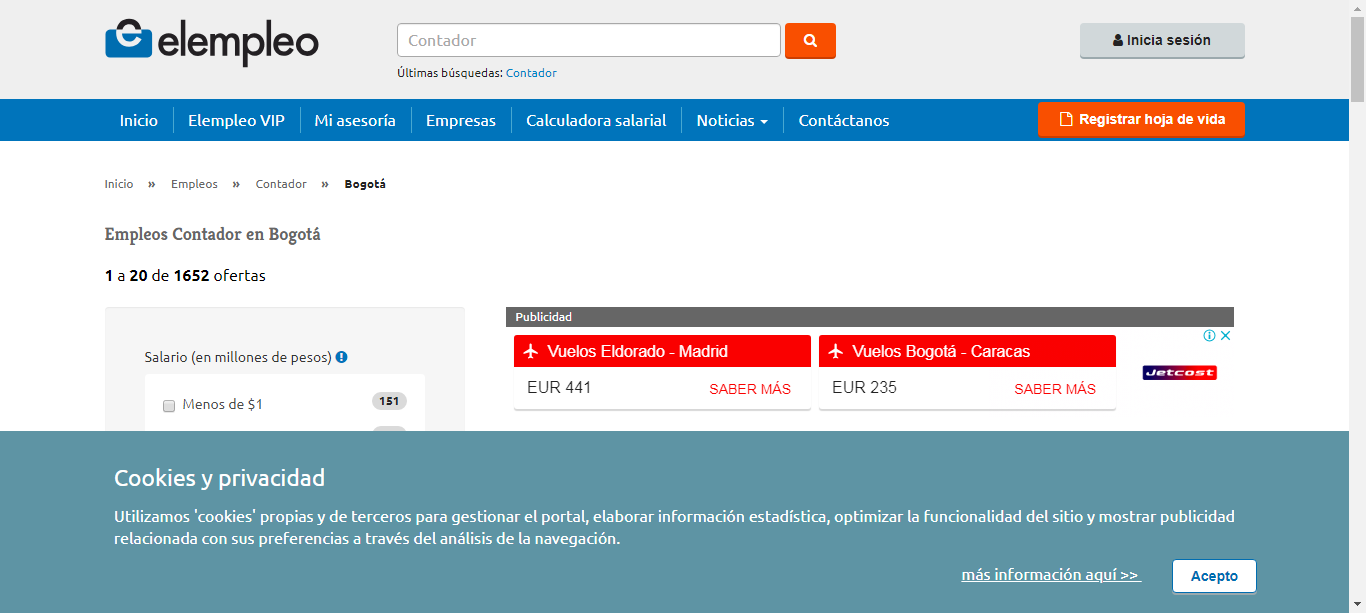 elempleo
Contador
Últimas búsquedas: Contador
Inicia sesión
Inicio
Elempleo VIP
Mi asesoría
Empresas
Calculadora salarial
Noticias
Contáctanos
Registrar hoja de vida
Inicio » Empleos » Contador » Bogotá
Empleos Contador en Bogotá
1 a 20 de 1652 ofertas
Salario (en millones de pesos)
Menos de $1 151
Publicidad
Vuelos Eldorado - Madrid
EUR 441 SABER MÁS
Vuelos Bogotá - Caracas
EUR 235 SABER MÁS
Jetcost
Cookies y privacidad
Utilizamos 'cookies' propias y de terceros para gestionar el portal, elaborar información estadística, optimizar la funcionalidad del sitio y mostrar publicidad
relacionada con sus preferencias a través del análisis de la navegación.
más información aquí >>
Acepto